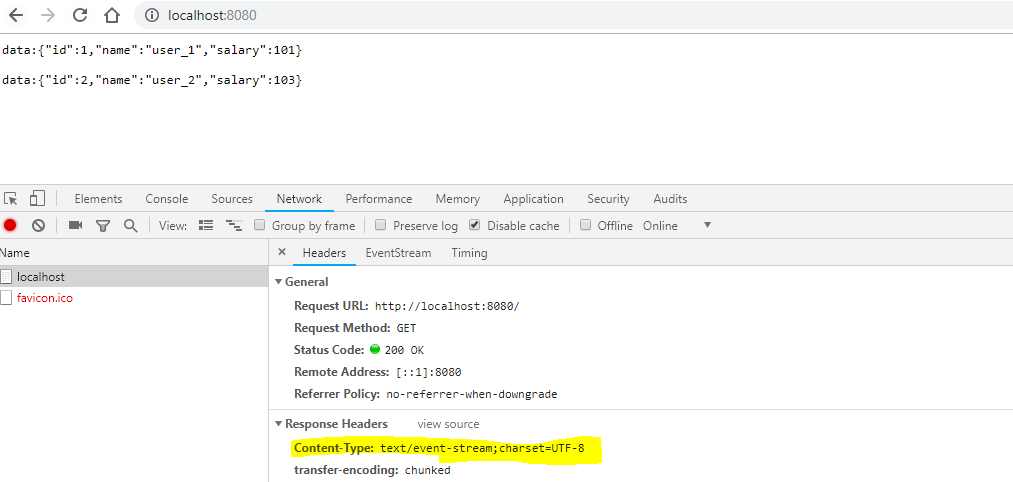 localhost:8080
data:{"id":1,"name":"user_1","salary":101}
data:{"id":2,"name":"user_2","salary":103}
Elements Console Sources Network Performance Memory Application Security Audits
View: Group by frame Preserve log Disable cache Offline Online
Name
× Headers EventStream Timing
localhost
favicon.ico
General
Request URL: http://localhost:8080/
Request Method: GET
Status Code: 200 OK
Remote Address: [::1]:8080
Referrer Policy: no-referrer-when-downgrade
Response Headers view source
Content-Type: text/event-stream;charset=UTF-8
transfer-encoding: chunked